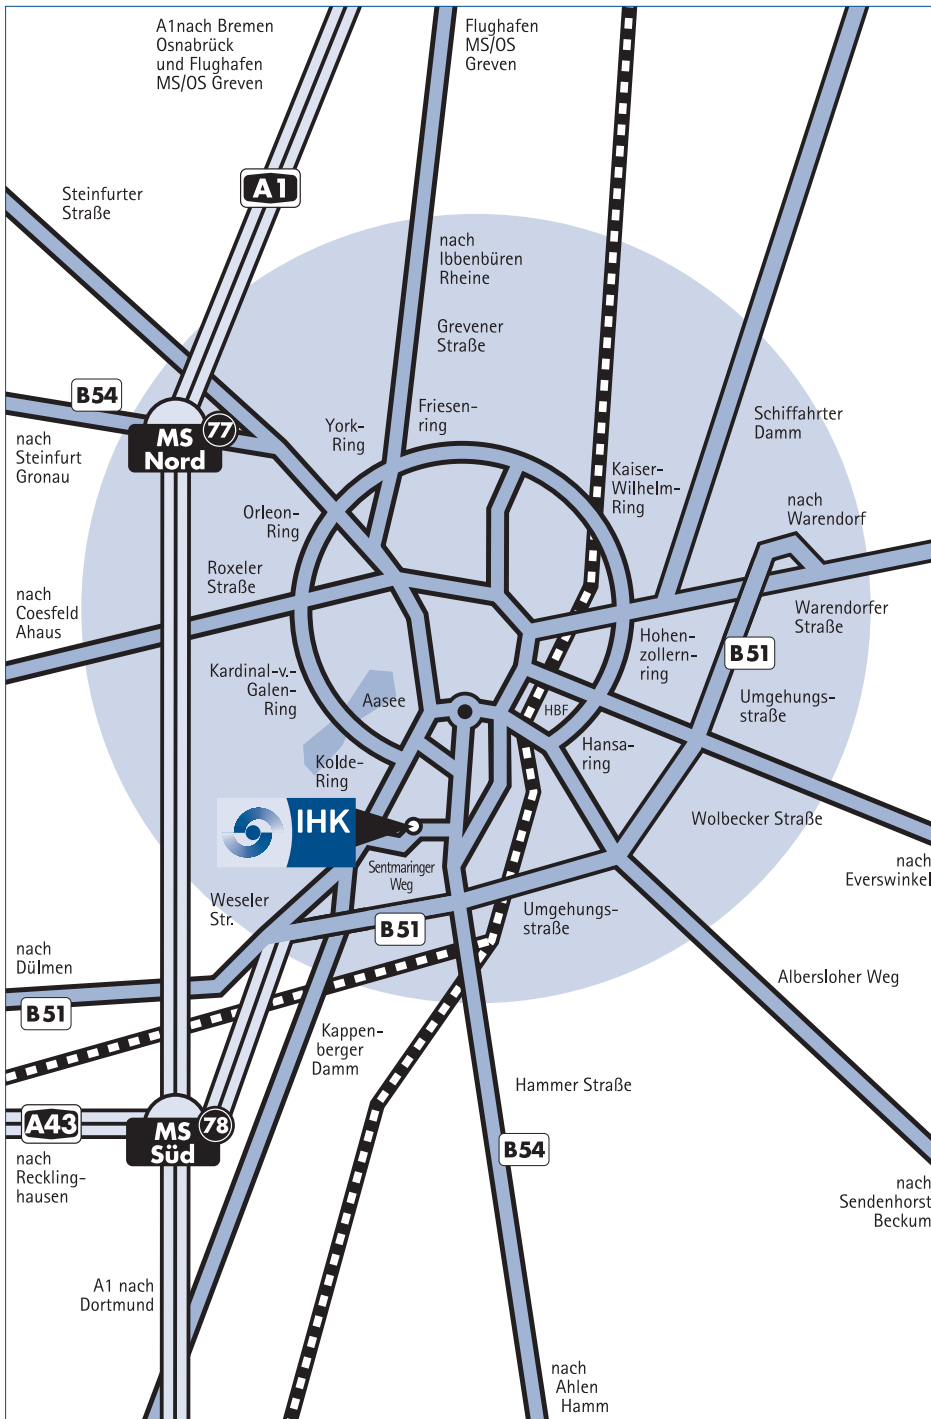 A1nach Bremen
Osnabrück
und Flughafen
MS/OS Greven
Flughafen
MS/OS
Greven
A1
Steinfurter
Straße
nach
Ibbenbüren
Rheine
Grevener
Straße
B54
nach
Steinfurt
Gronau
MS
Nord
77
York-
Ring
Friesen-
ring
Schiffahrter
Damm
Kaiser-
Wilhelm-
Ring
nach
Warendorf
Orleon-
Ring
Roxeler
Straße
nach
Coesfeld
Ahaus
Warendorfer
Straße
Hohen-
zollern-
ring
B51
Kardinal-v.-
Galen-
Ring
Aasee
HBF
Umgehungs-
straße
Kolde-
Ring
Hansa-
ring
IHK
Wolbecker Straße
Sentmaringer
Weg
nach
Everswinkel
Weseler
Str.
B51
Umgehungs-
straße
nach
Dülmen
B51
Albersloher Weg
Kappen-
berger
Damm
Hammer Straße
A43
MS
Süd
78
B54
nach
Reckling-
hausen
nach
Sendenhorst
Beckum
A1 nach
Dortmund
nach
Ahlen
Hamm